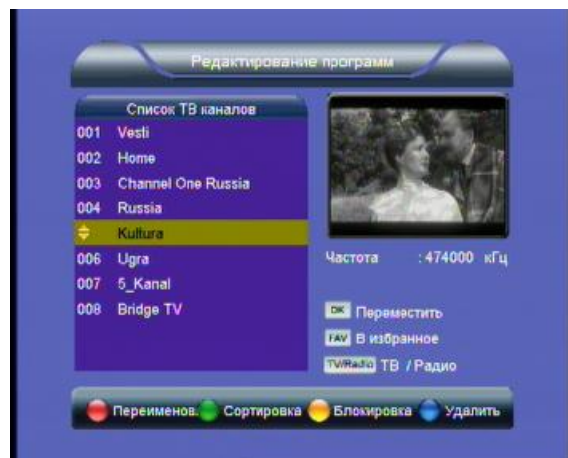 Редактирование программ
Список ТВ каналов
001 Vesti
002 Home
003 Channel One Russia
004 Russia
Kultura
006 Ugra
007 5_Kanal
008 Bridge TV
Частота : 474000 кГц
OK Переместить
FAV В избранное
TV/Radio ТВ / Радио
Переименов. Сортировка Блокировка Удалить